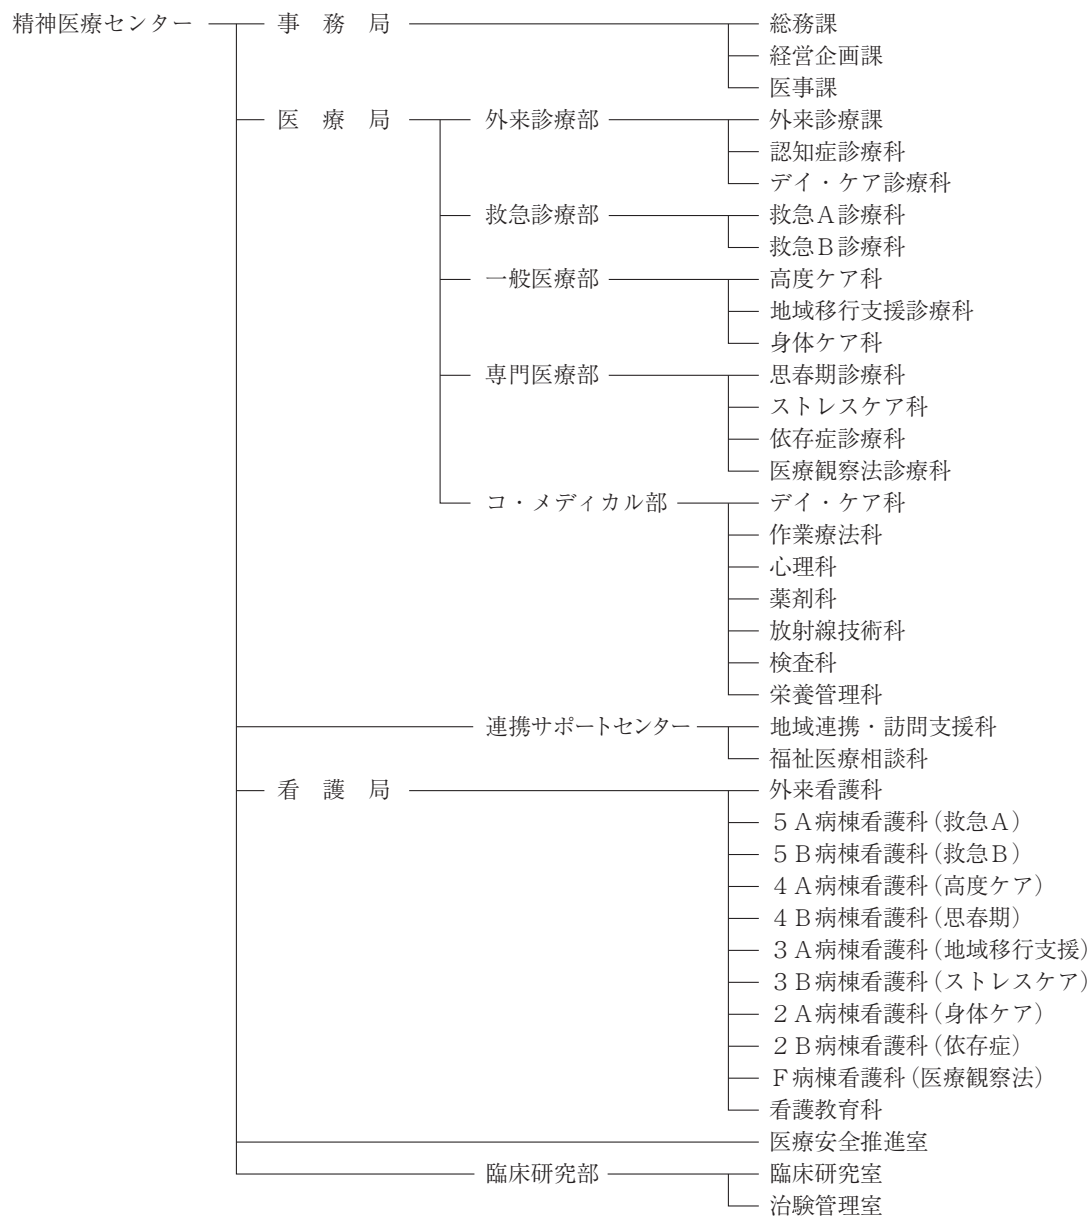 精神医療センター 事務局 総務課
経営企画課
医事課
医療局 外来診療部 外来診療課
認知症診療科
デイ・ケア診療科
救急診療部 救急A診療科
救急B診療科
一般医療部 高度ケア科
地域移行支援診療科
身体ケア科
専門医療部 思春期診療科
ストレスケア科
依存症診療科
医療観察法診療科
コ・メディカル部 デイ・ケア科
作業療法科
心理科
薬剤科
放射線技術科
検査科
栄養管理科
連携サポートセンター 地域連携・訪問支援科
福祉医療相談科
看護局 外来看護科
5A病棟看護科(救急A)
5B病棟看護科(救急B)
4A病棟看護科(高度ケア)
4B病棟看護科(思春期)
3A病棟看護科(地域移行支援)
3B病棟看護科(ストレスケア)
2A病棟看護科(身体ケア)
2B病棟看護科(依存症)
F病棟看護科(医療観察法)
看護教育科
医療安全推進室
臨床研究部 臨床研究室
治験管理室